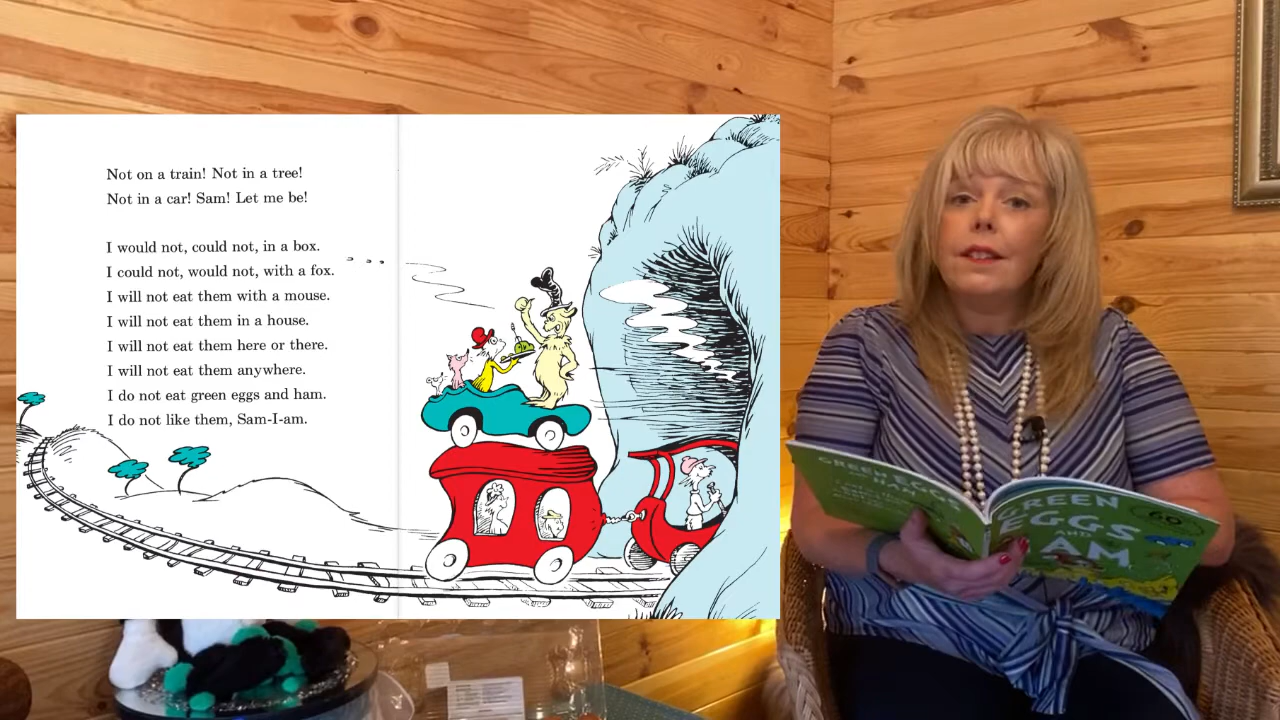 Not on a train! Not in a tree!
Not in a car! Sam! Let me be!
I would not, could not, in a box.
I could not, would not, with a fox.
I will not eat them with a mouse.
I will not eat them in a house.
I will not eat them here or there.
I will not eat them anywhere.
I do not eat green eggs and ham.
I do not like them, Sam-I-am.
GREEN EGGS
GREEN
EGGS
AND